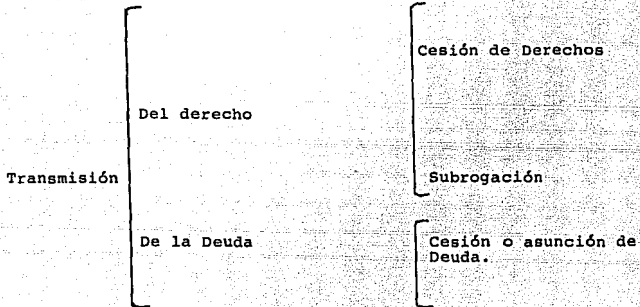 Cesión de Derechos
Del derecho
Transmisión
Subrogación
De la Deuda
Cesión o asunción de
Deuda.